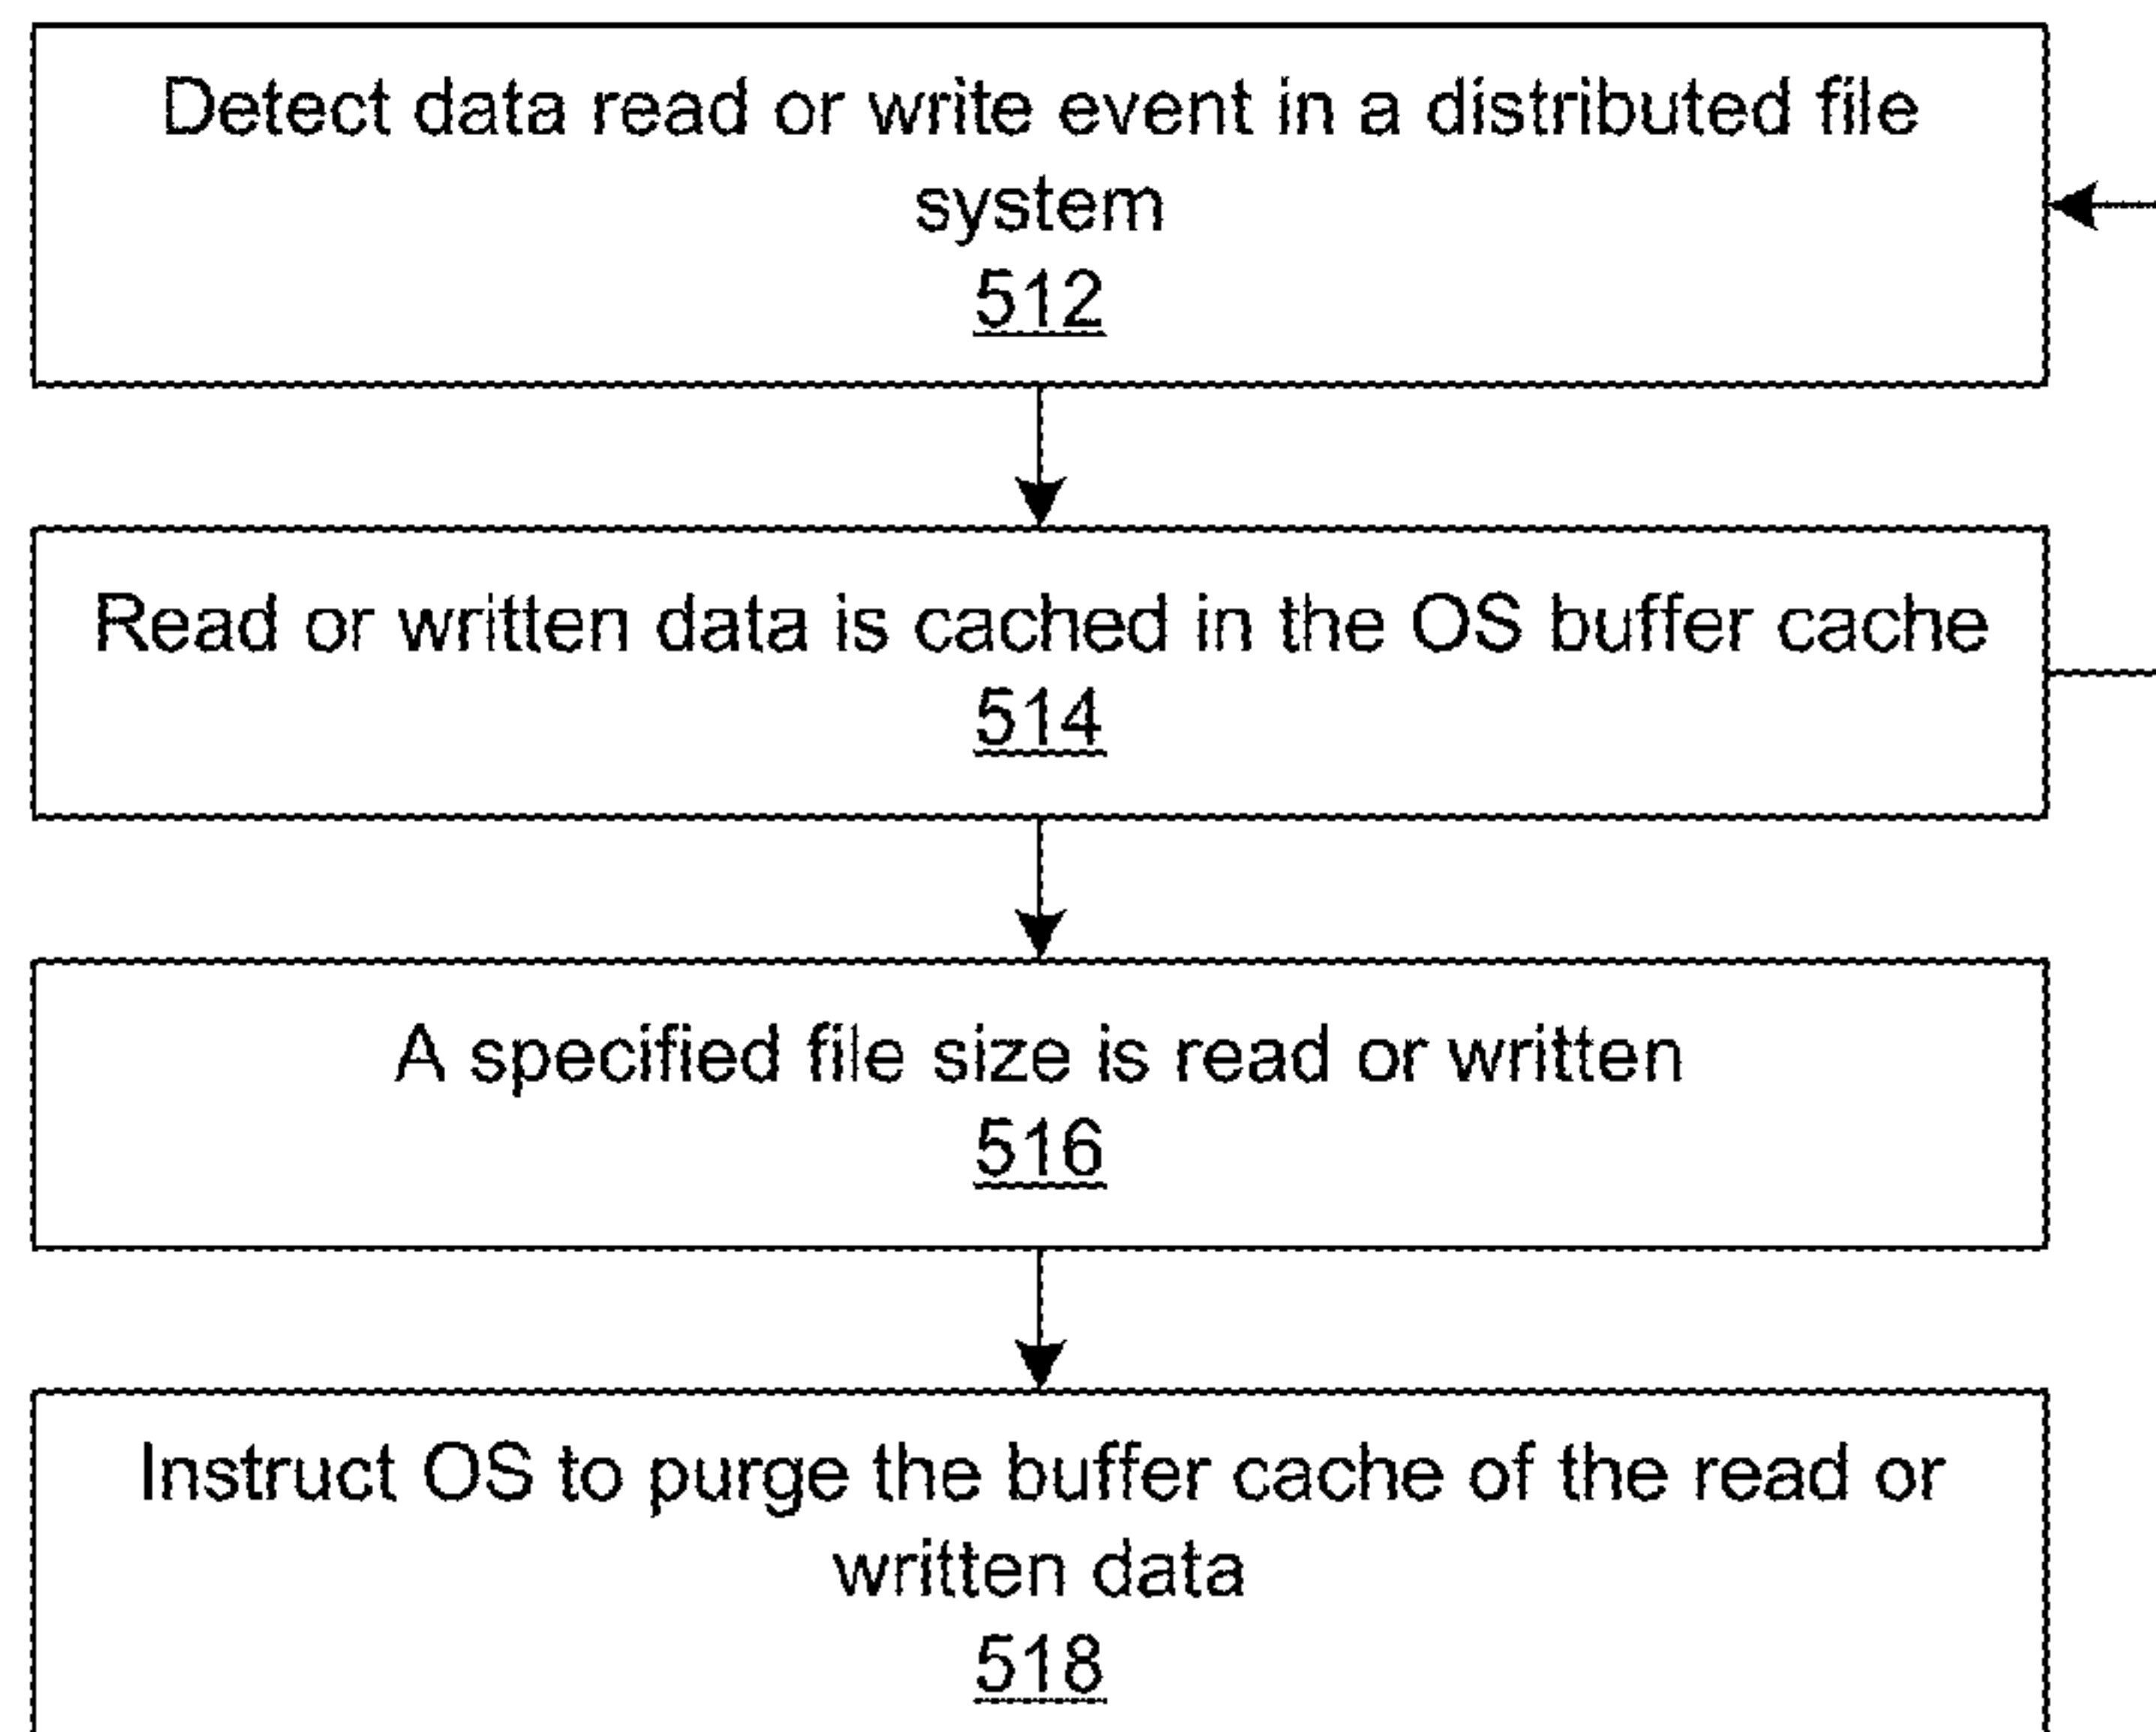 Detect data read or write event in a distributed file
system
512
Read or written data is cached in the OS buffer cache
514
A specified file size is read or written
516
Instruct OS to purge the buffer cache of the read or
written data
518